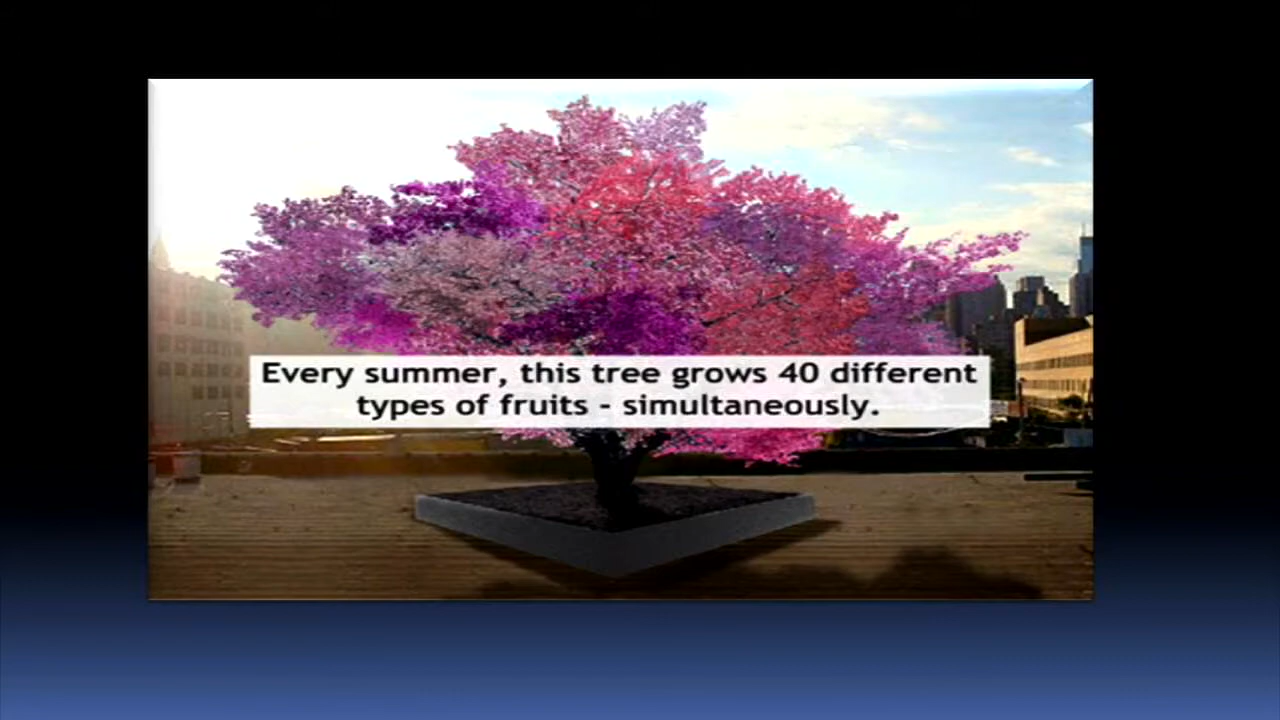 Every summer, this tree grows 40 different
types of fruits - simultaneously.